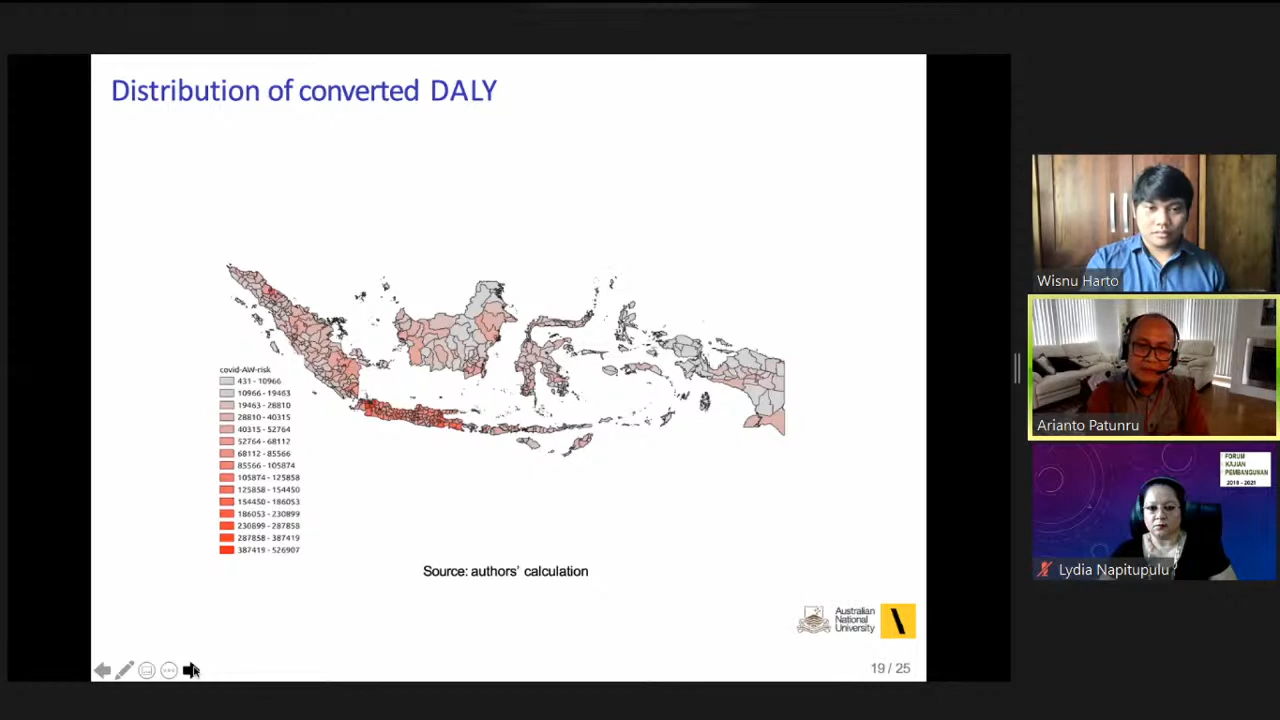 Distribution of converted DALY
covid-AW-risk
431 - 10966
10966 - 19463
19463 - 28810
28810 - 40315
40315 - 52764
52764 - 68112
68112 - 85566
85566 - 105874
105874 - 125858
125858 - 154450
154450 - 186053
186053 - 230899
230899 - 287858
287858 - 387419
387419 - 526907
Source: authors' calculation
Australian
National
University
19 / 25
Wisnu Harto
Arianto Patunru
FORUM
KAJIAN
PEMBANGUNAN
2010 - 2021
Lydia Napitupulu